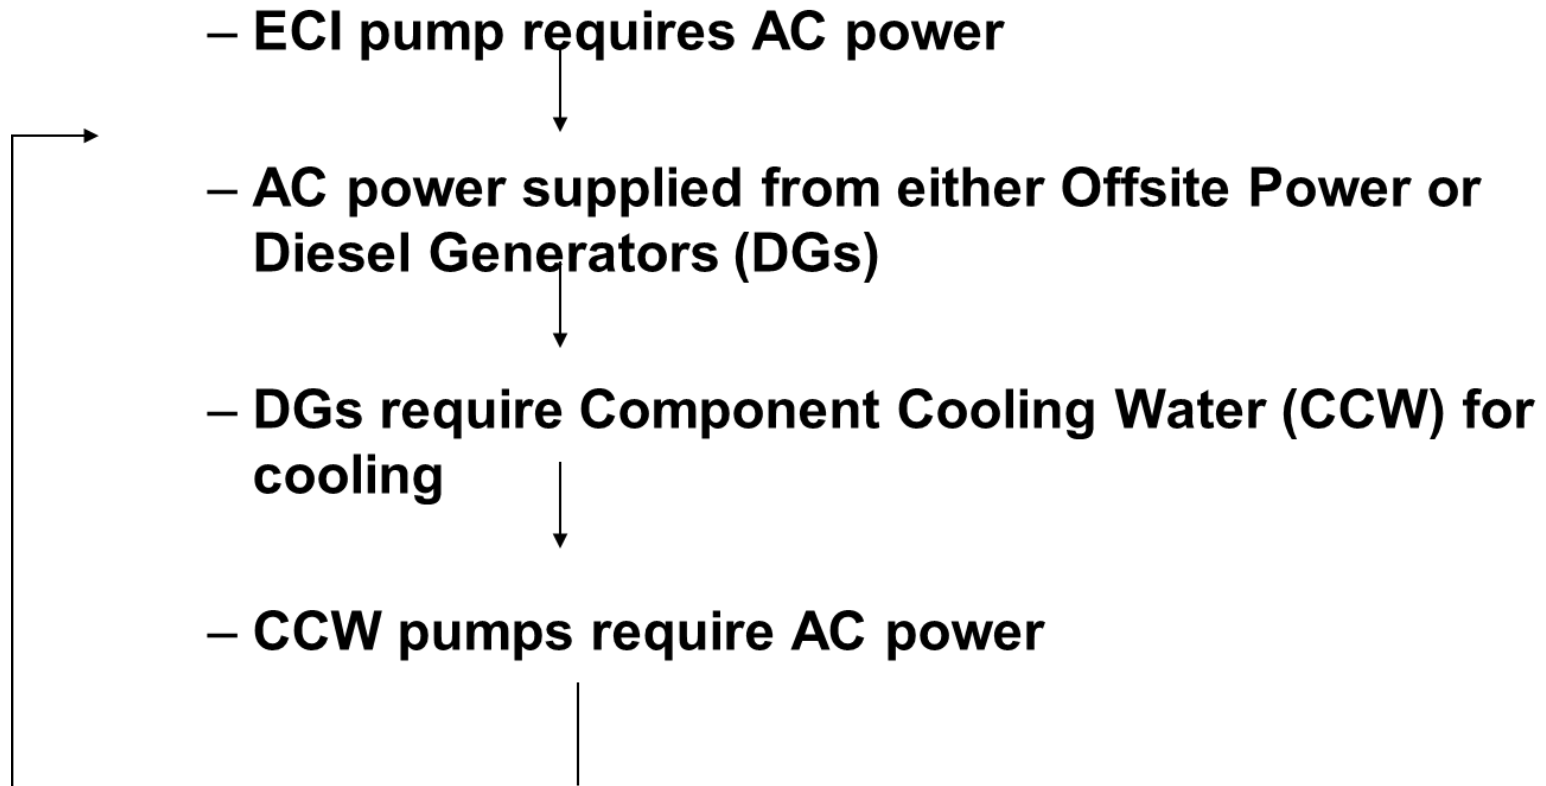 – ECI pump requires AC power
– AC power supplied from either Offsite Power or
Diesel Generators (DGs)
– DGs require Component Cooling Water (CCW) for
cooling
– CCW pumps require AC power